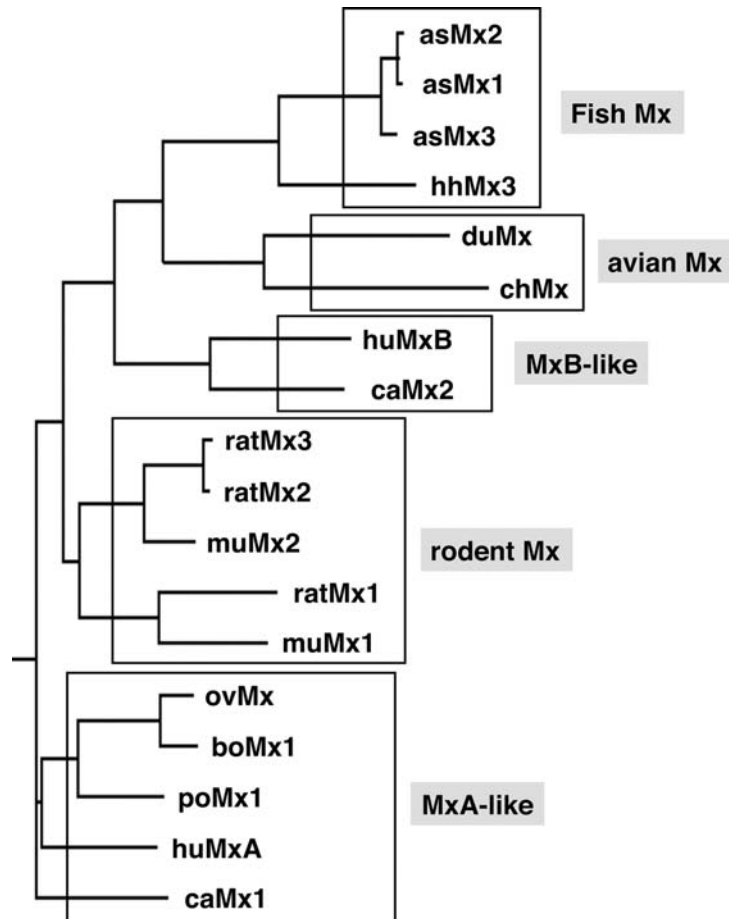 asMx2
asMx1
Fish Mx
asMx3
hhMx3
duMx
avian Mx
chMx
huMxB
MxB-like
caMx2
ratMx3
ratMx2
muMx2
rodent Mx
ratMx1
muMx1
ovMx
boMx1
poMx1
MxA-like
huMxA
caMx1